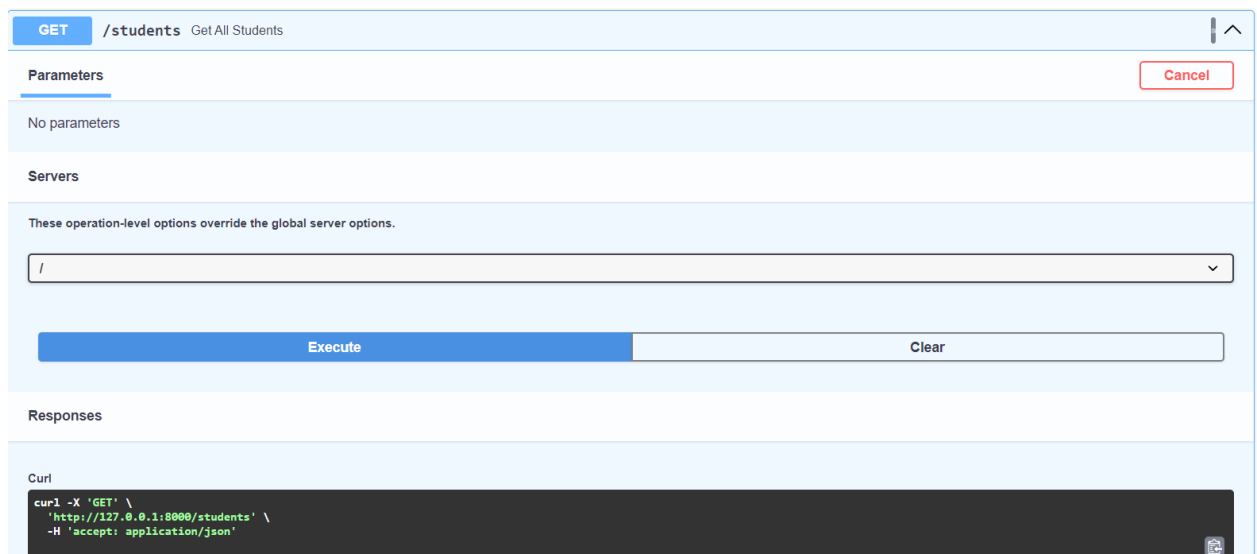 GET /students Get All Students
Parameters
Cancel
No parameters
Servers
These operation-level options override the global server options.
/
Execute
Clear
Responses
Curl
curl -X 'GET' \
  'http://127.0.0.1:8000/students' \
  -H 'accept: application/json'